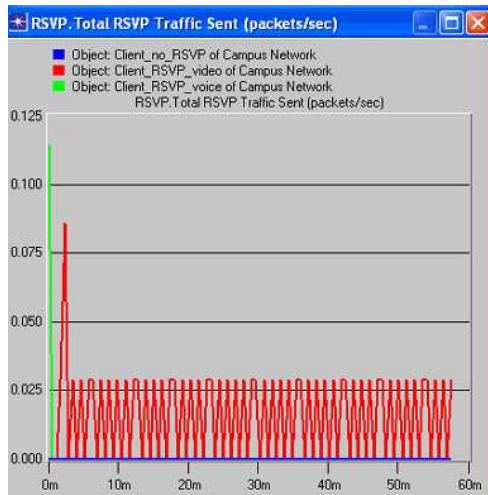 RSVP.Total RSVP Traffic Sent (packets/sec)
Object: Client_no_RSVP of Campus Network
Object: Client_RSVP_video of Campus Network
Object: Client_RSVP_voice of Campus Network
RSVP.Total RSVP Traffic Sent (packets/sec)
0.125
0.100
0.075
0.050
0.025
0.000
0m 10m 20m 30m 40m 50m 60m